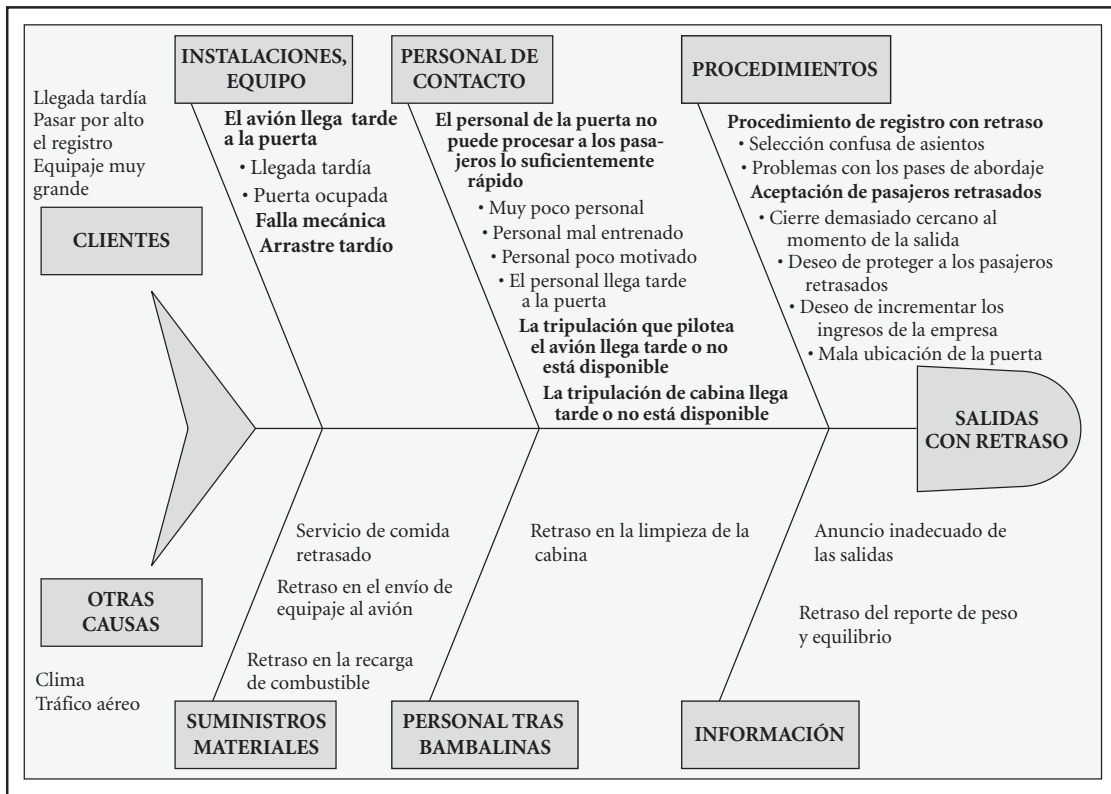 INSTALACIONES,
EQUIPO
PERSONAL DE
CONTACTO
PROCEDIMIENTOS
Llegada tardía
Pasar por alto
el registro
Equipaje muy
grande
CLIENTES
El avión llega tarde
a la puerta
• Llegada tardía
• Puerta ocupada
Falla mecánica
Arrastre tardío
El personal de la puerta no
puede procesar a los pasa-
jeros lo suficientemente
rápido
• Muy poco personal
• Personal mal entrenado
• Personal poco motivado
• El personal llega tarde
a la puerta
La tripulación que pilotea
el avión llega tarde o no
está disponible
La tripulación de cabina llega
tarde o no está disponible
Procedimiento de registro con retraso
• Selección confusa de asientos
• Problemas con los pases de abordaje
Aceptación de pasajeros retrasados
• Cierre demasiado cercano al
momento de la salida
• Deseo de proteger a los pasajeros
retrasados
• Deseo de incrementar los
ingresos de la empresa
• Mala ubicación de la puerta
SALIDAS
CON RETRASO
OTRAS
CAUSAS
Clima
Tráfico aéreo
Servicio de comida
retrasado
Retraso en el envío de
equipaje al avión
Retraso en la recarga
de combustible
SUMINISTROS
MATERIALES
Retraso en la limpieza de la
cabina
PERSONAL TRAS
BAMBALINAS
Anuncio inadecuado de
las salidas
Retraso del reporte de peso
y equilibrio
INFORMACIÓN